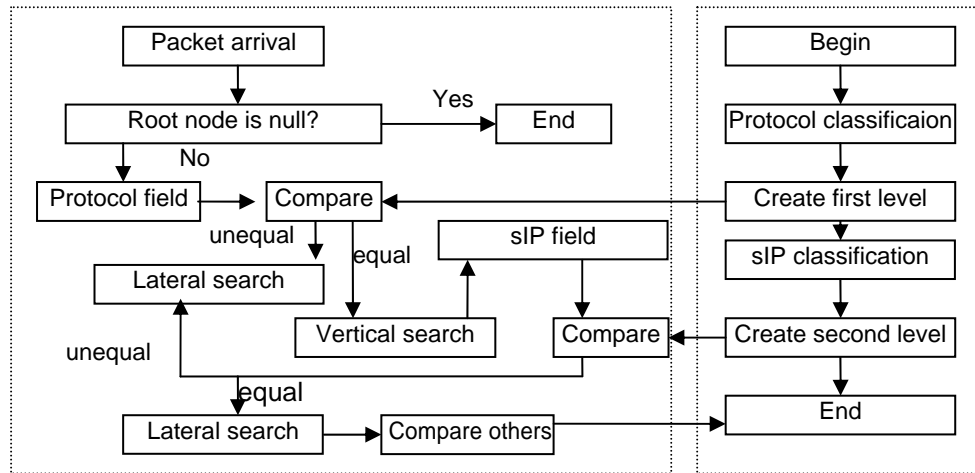 Packet arrival
Begin
Yes
Root node is null?
End
Protocol classificaion
No
Protocol field
Compare
Create first level
unequal
equal
sIP field
sIP classification
Lateral search
Vertical search
Compare
Create second level
unequal
equal
End
Lateral search
Compare others